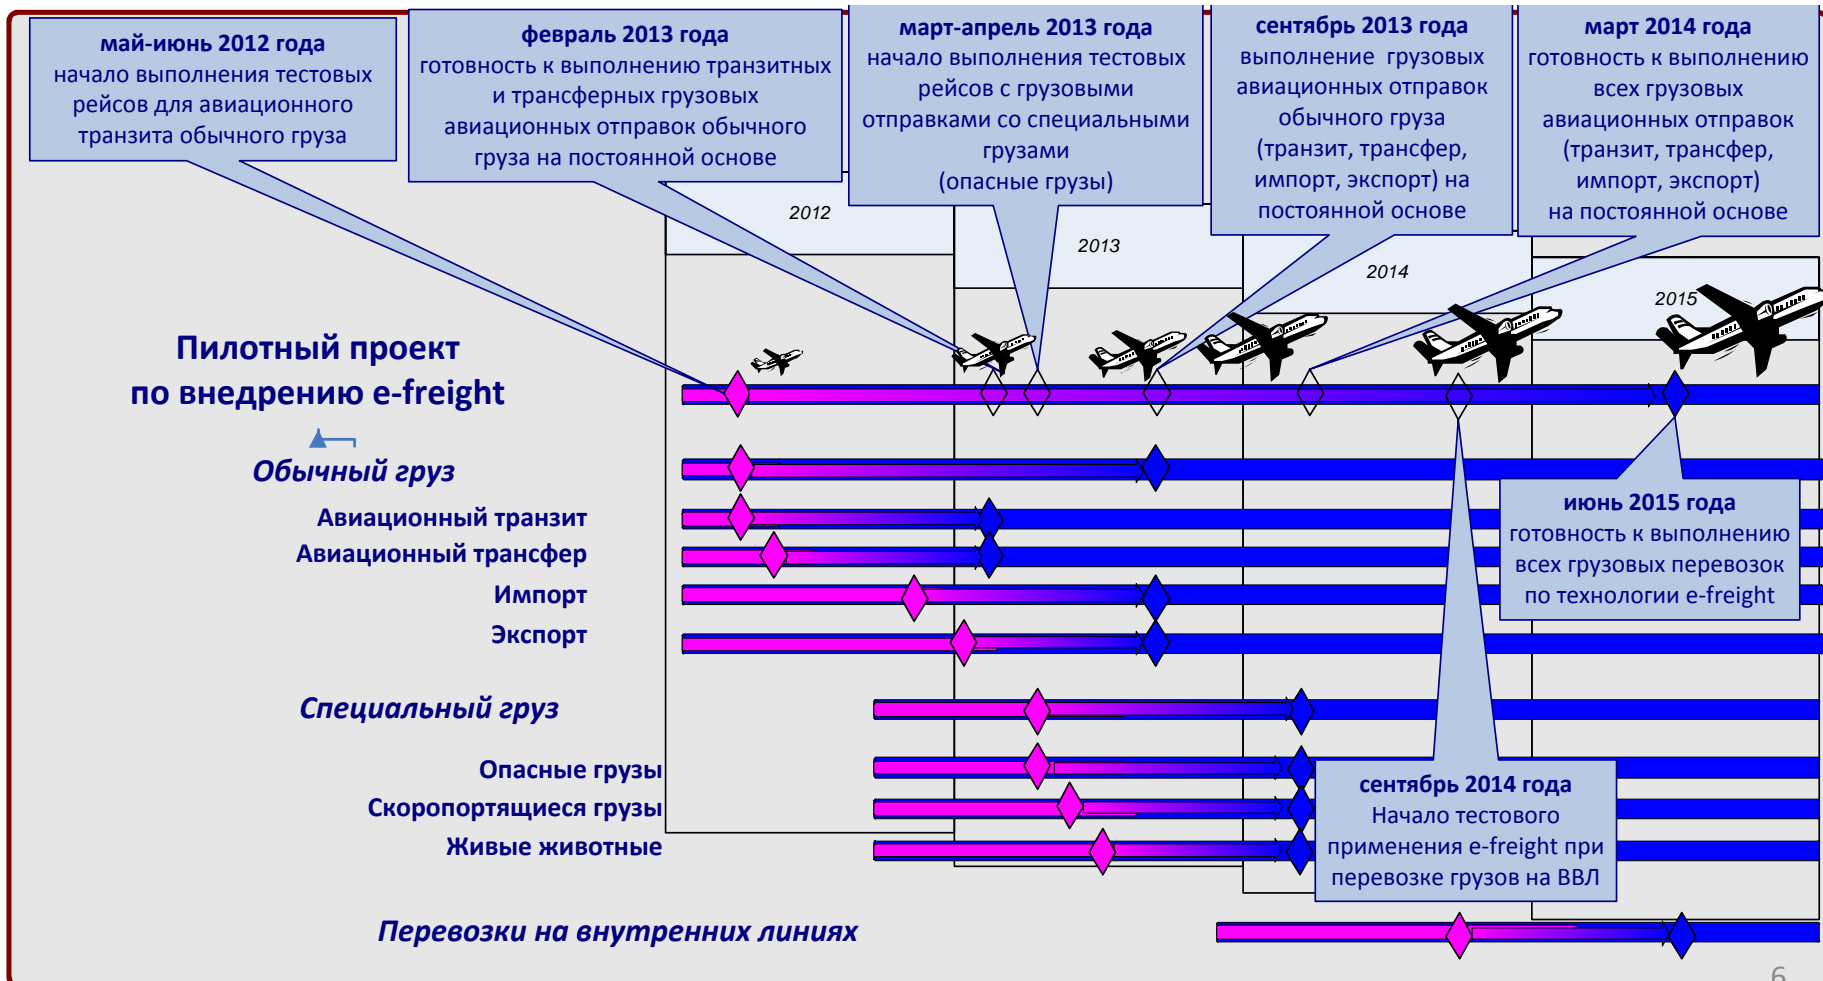 май-июнь 2012 года
начало выполнения тестовых
рейсов для авиационного
транзита обычного груза
февраль 2013 года
готовность к выполнению транзитных
и трансферных грузовых
авиационных отправок обычного
груза на постоянной основе
март-апрель 2013 года
начало выполнения тестовых
рейсов с грузовыми
отправками со специальными
грузами
(опасные грузы)
сентябрь 2013 года
выполнение грузовых
авиационных отправок
обычного груза
(транзит, трансфер,
импорт, экспорт) на
постоянной основе
март 2014 года
готовность к выполнению
всех грузовых
авиационных отправок
(транзит, трансфер,
импорт, экспорт)
на постоянной основе
2012
2013
2014
2015
Пилотный проект
по внедрению e-freight
Обычный груз
Авиационный транзит
Авиационный трансфер
Импорт
Экспорт
июнь 2015 года
готовность к выполнению
всех грузовых перевозок
по технологии e-freight
Специальный груз
Опасные грузы
Скоропортящиеся грузы
Живые животные
сентябрь 2014 года
Начало тестового
применения e-freight при
перевозке грузов на ВВЛ
Перевозки на внутренних линиях
6